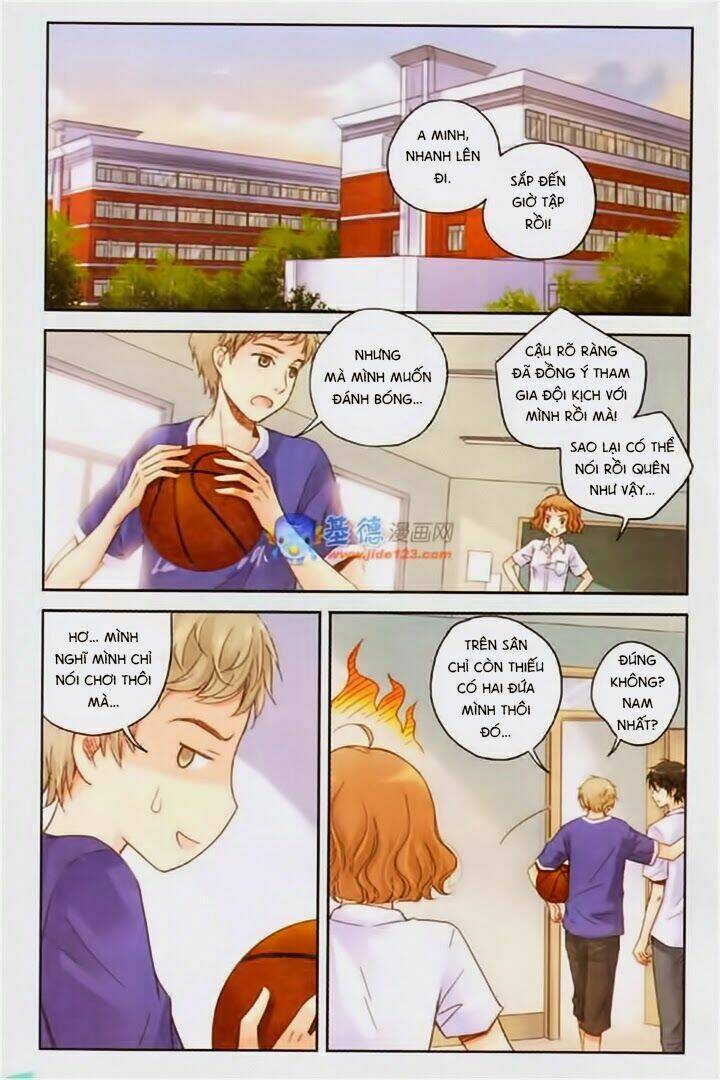 A MINH,
NHANH LÊN
ĐI.
SẮP ĐẾN
GIỜ TẬP
RỒI!
NHƯNG
MÀ MÌNH MUỐN
ĐÁNH BÓNG...
CẬU RÕ RÀNG
ĐÃ ĐỒNG Ý THAM
GIA ĐỘI KỊCH VỚI
MÌNH RỒI MÀ!
SAO LẠI CÓ THỂ
NÓI RỒI QUÊN
NHƯ VẬY...
基德漫画网
www.jide123.com
HƠ... MÌNH
NGHĨ MÌNH CHỈ
NÓI CHƠI THÔI
MÀ...
TRÊN SÂN
CHỈ CÒN THIẾU
CÓ HAI ĐỨA
MÌNH THÔI
ĐÓ...
ĐÚNG
KHÔNG?
NAM
NHẤT?